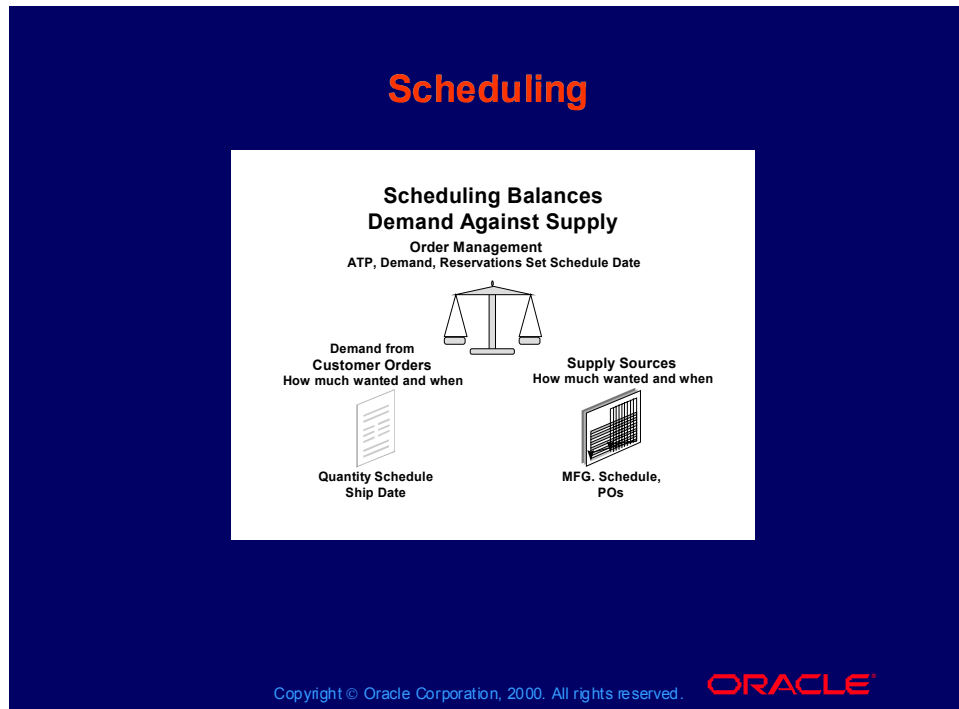 Scheduling
Scheduling Balances
Demand Against Supply
Order Management
ATP, Demand, Reservations Set Schedule Date
Demand from
Customer Orders
How much wanted and when
Quantity Schedule
Ship Date
Supply Sources
How much wanted and when
MFG. Schedule,
POs
Copyright © Oracle Corporation, 2000. All rights reserved.
ORACLE®